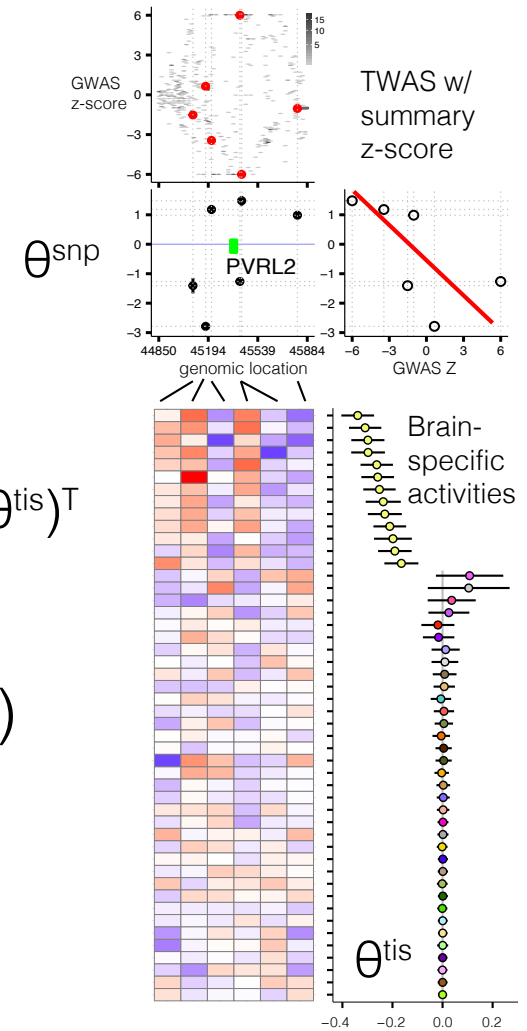 6
3
0
−3
−6
GWAS
z-score
15
10
5
TWAS w/
summary
z-score
θsnp
1
0
−1
−2
−3
PVRL2
44850 45194 45539 45884
genomic location
−6 −3 0 3 6
GWAS Z
Brain-
specific
activities
θtis)T
)
θtis
−0.4 −0.2 0.0 0.2